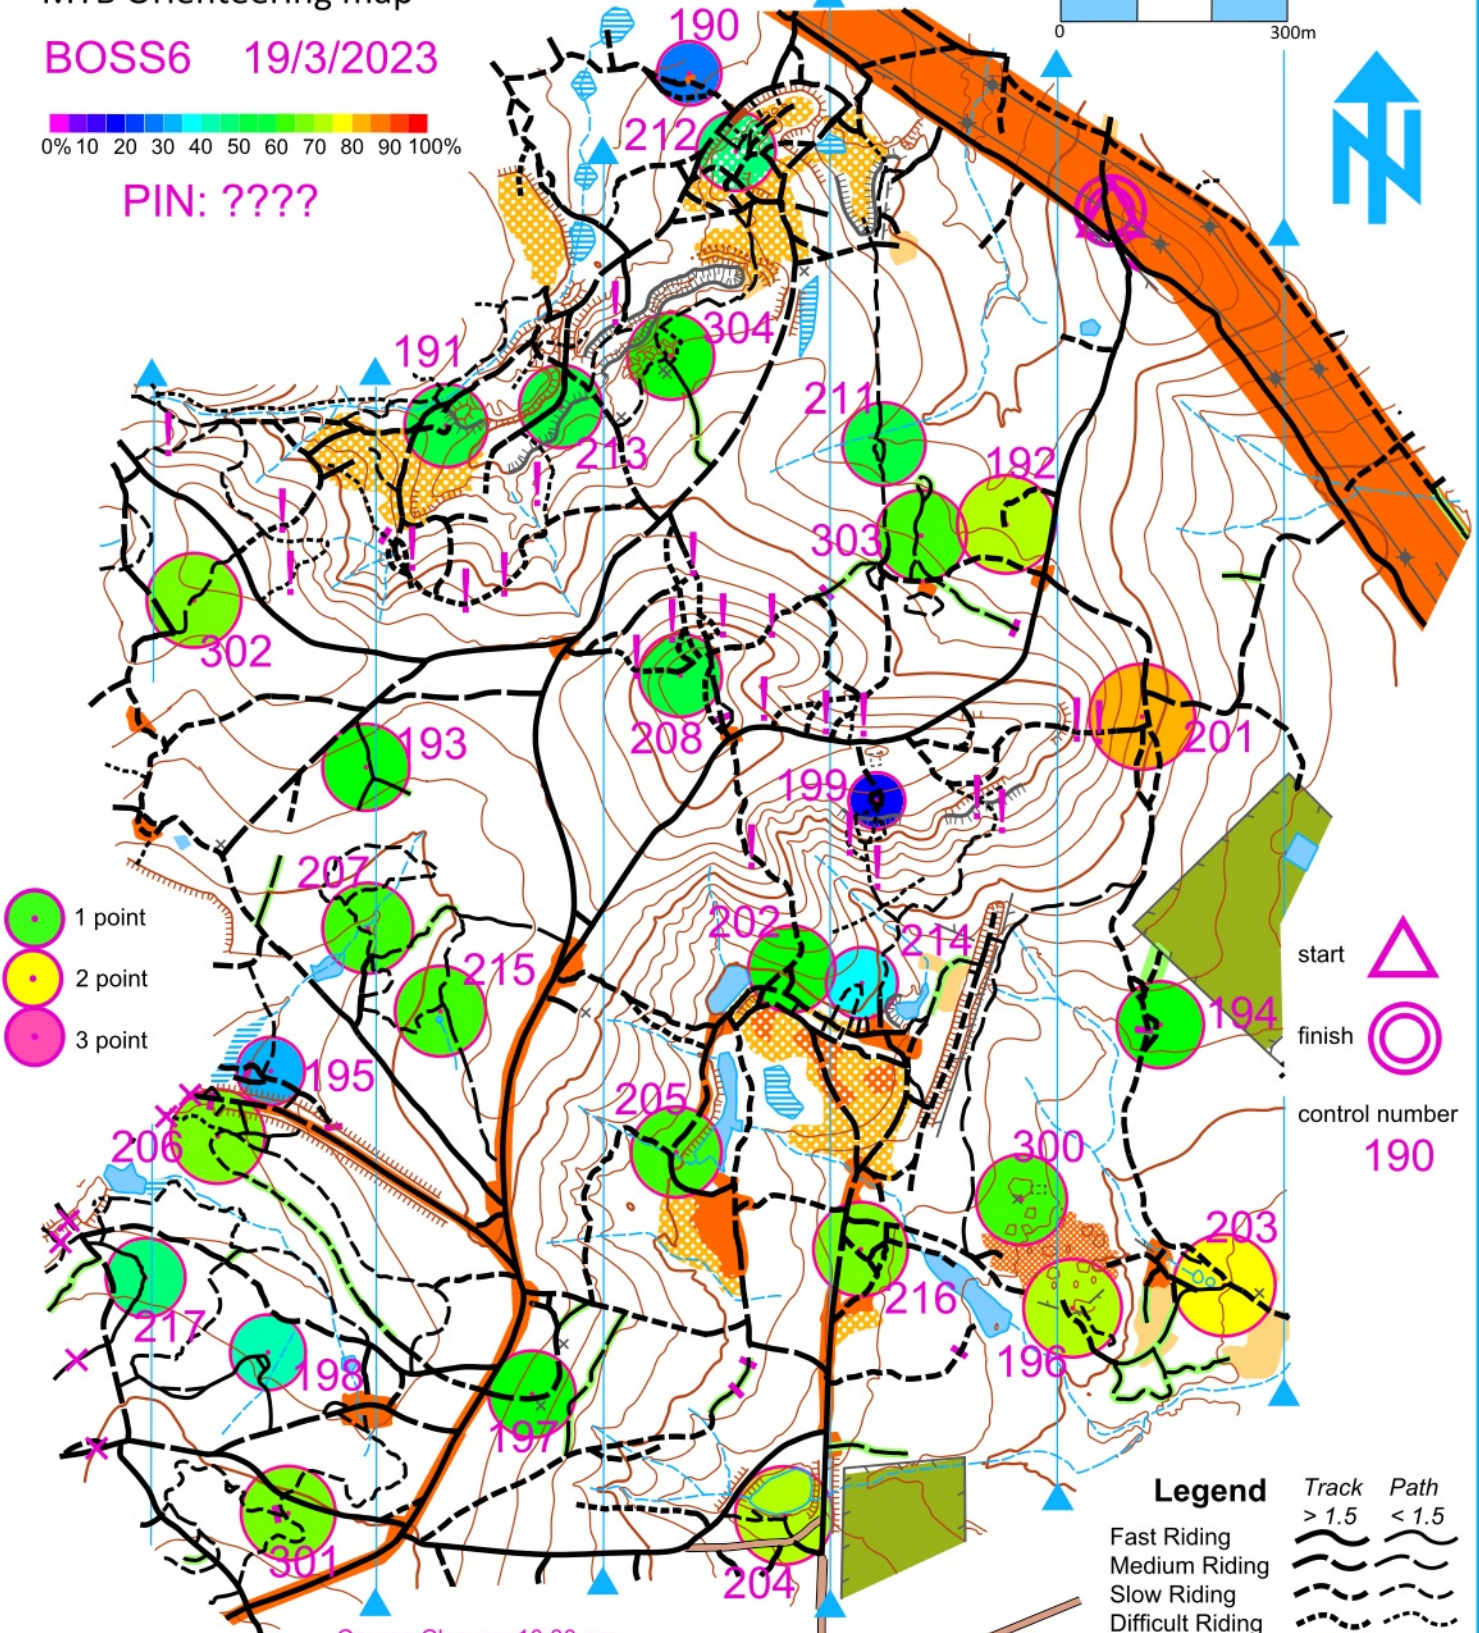 MTB Orienteering map
BOSS6 19/3/2023
0% 10 20 30 40 50 60 70 80 90 100%
PIN: ????
0 300m
N
190
212
304
191
213
211
192
303
302
208
193
201
199
207
202
214
215
194
195
205
206
300
203
217
216
196
198
197
301
204
1 point
2 point
3 point
start
finish
control number
190
Legend Track Path
> 1.5 < 1.5
Fast Riding
Medium Riding
Slow Riding
Difficult Riding